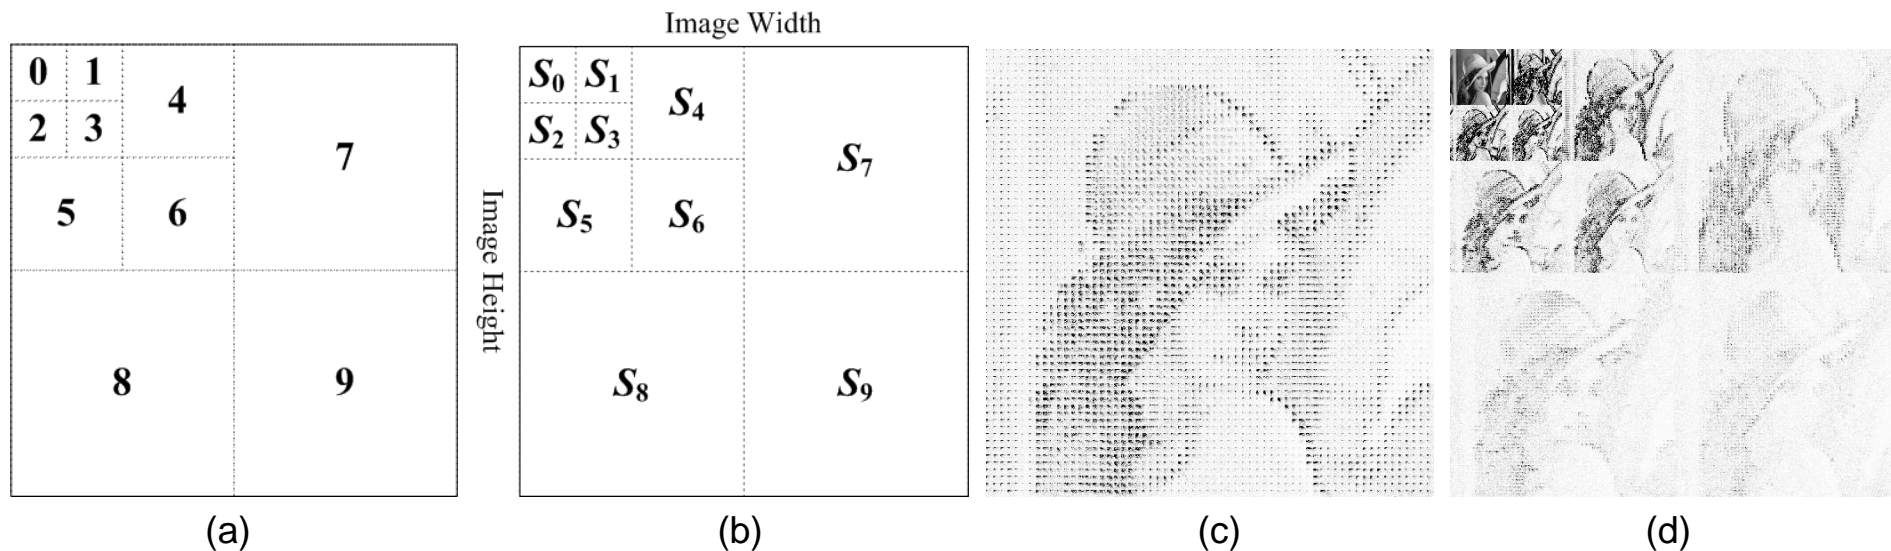 0 1 4
2 3
7
5 6
8 9
(a)
Image Width
Image Height
S0 S1 S4
S2 S3
S7
S5 S6
S8 S9
(b)
(c)
(d)